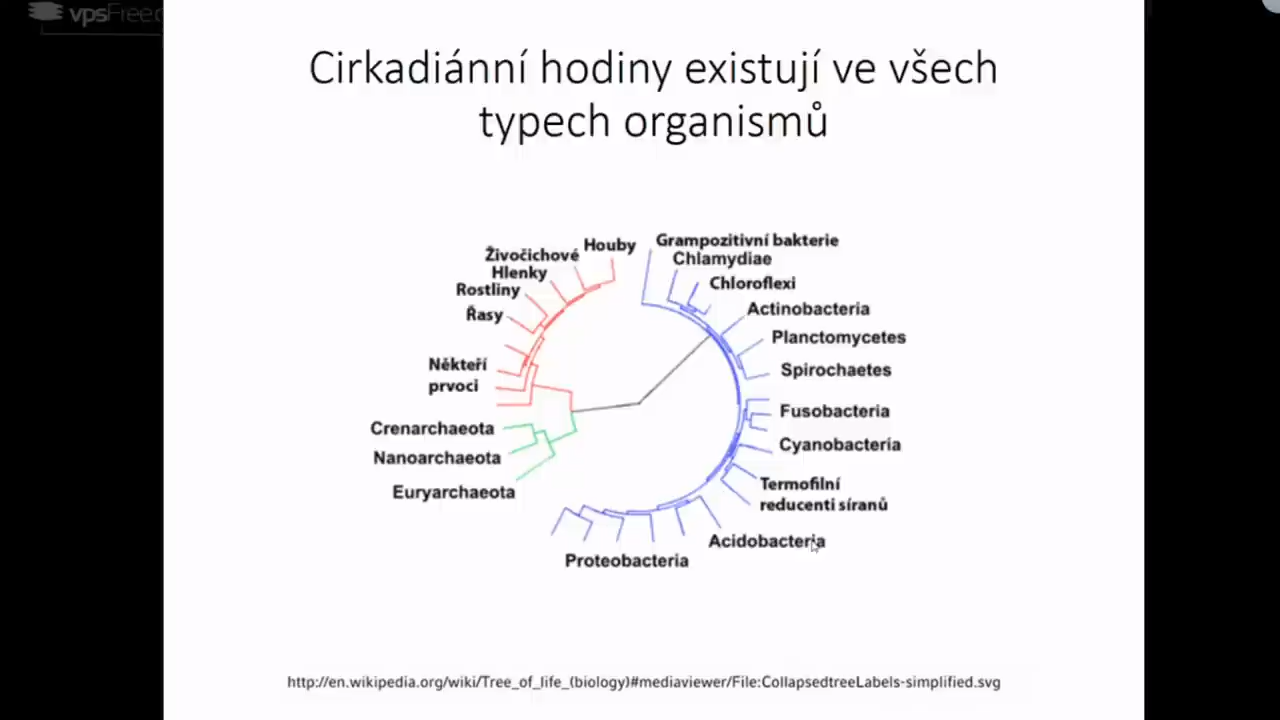 vpsFree.c
Cirkadiánní hodiny existují ve všech
typech organismů
Houby
Živočichové
Hlenky
Rostliny
Řasy
Někteří
prvoci
Crenarchaeota
Nanoarchaeota
Euryarchaeota
Grampozitivní bakterie
Chlamydiae
Chloroflexi
Actinobacteria
Planctomycetes
Spirochaetes
Fusobacteria
Cyanobacteria
Termofilní
reducenti síranů
Acidobacteria
Proteobacteria
http://en.wikipedia.org/wiki/Tree_of_life_(biology)#mediaviewer/File:CollapsedtreeLabels-simplified.svg